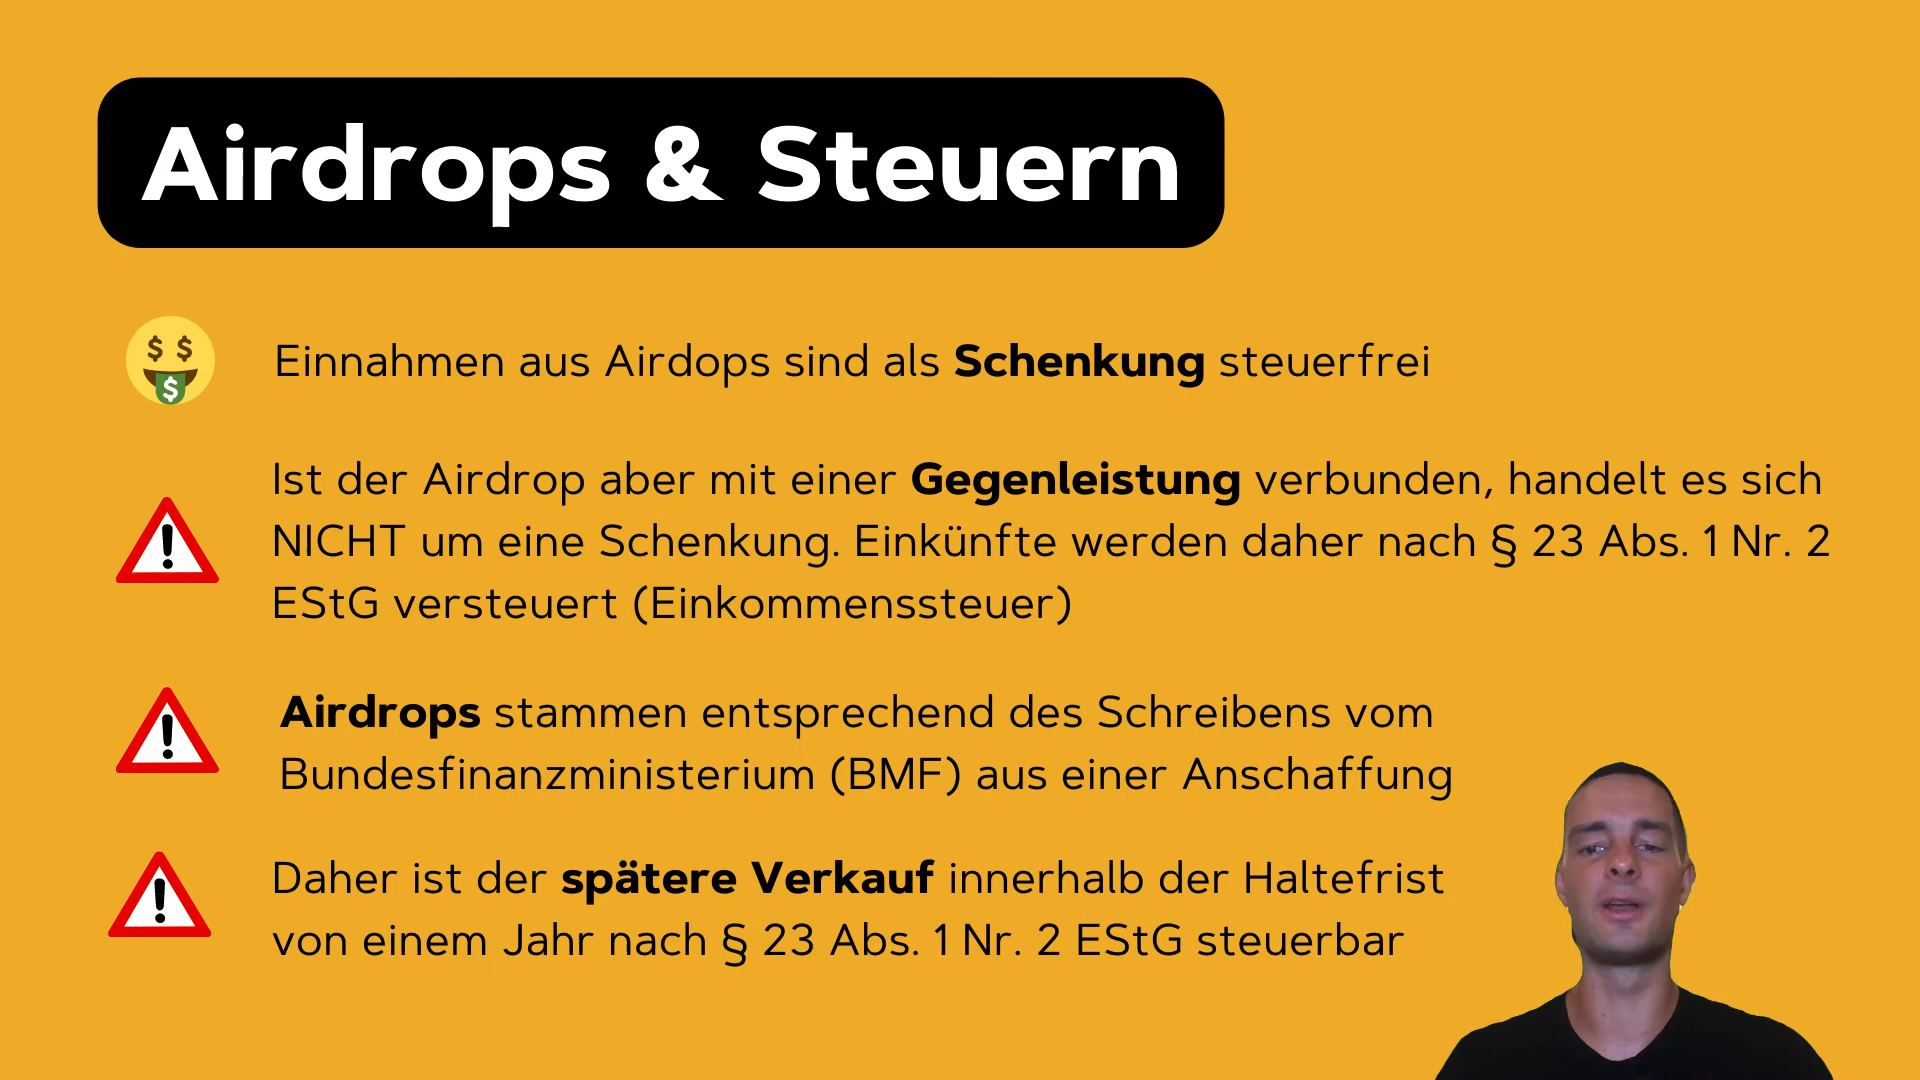 Airdrops & Steuern
Einnahmen aus Airdops sind als Schenkung steuerfrei
Ist der Airdrop aber mit einer Gegenleistung verbunden, handelt es sich
NICHT um eine Schenkung. Einkünfte werden daher nach § 23 Abs. 1 Nr. 2
EStG versteuert (Einkommenssteuer)
Airdrops stammen entsprechend des Schreibens vom
Bundesfinanzministerium (BMF) aus einer Anschaffung
Daher ist der spätere Verkauf innerhalb der Haltefrist
von einem Jahr nach § 23 Abs. 1 Nr. 2 EStG steuerbar